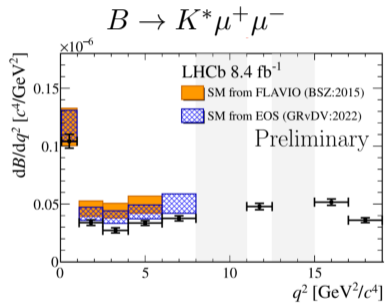 B → K*μ⁺μ⁻
×10⁻⁶
LHCb 8.4 fb⁻¹
SM from FLAVIO (BSZ:2015)
SM from EOS (GRvDV:2022)
Preliminary
dB/dq² [c⁴/GeV²]
0.15
0.1
0.05
0
0 5 10 15
q² [GeV²/c⁴]